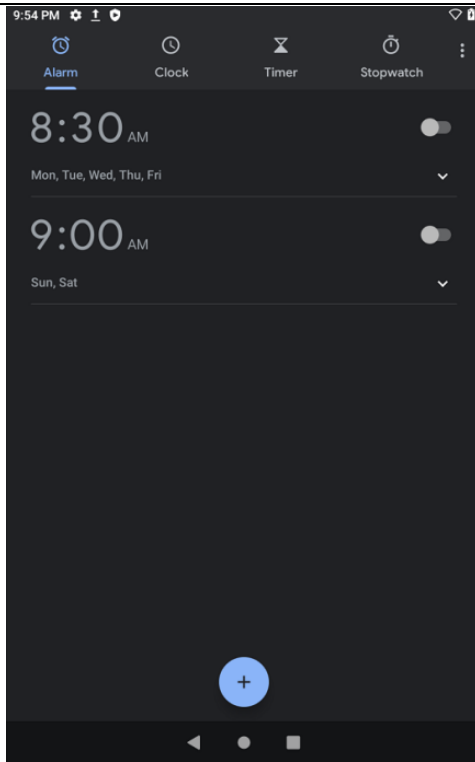 9:54 PM
Alarm Clock Timer Stopwatch
8:30 AM
Mon, Tue, Wed, Thu, Fri
9:00 AM
Sun, Sat